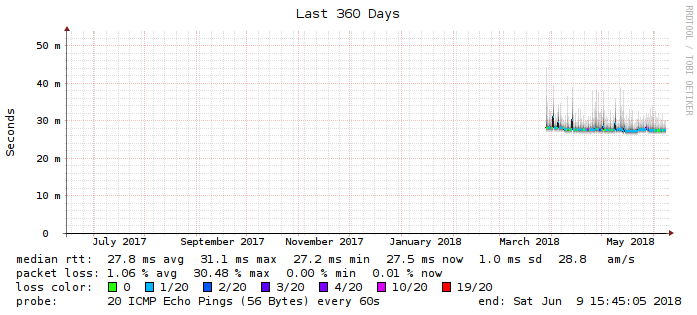 Last 360 Days
RRDTOOL / TOBI OETIKER
Seconds
50 m
40 m
30 m
20 m
10 m
0
July 2017 September 2017 November 2017 January 2018 March 2018 May 2018
median rtt: 27.8 ms avg 31.1 ms max 27.2 ms min 27.5 ms now 1.0 ms sd 28.8 am/s
packet loss: 1.06 % avg 30.48 % max 0.00 % min 0.01 % now
loss color: 0 1/20 2/20 3/20 4/20 10/20 19/20
probe: 20 ICMP Echo Pings (56 Bytes) every 60s end: Sat Jun 9 15:45:05 2018